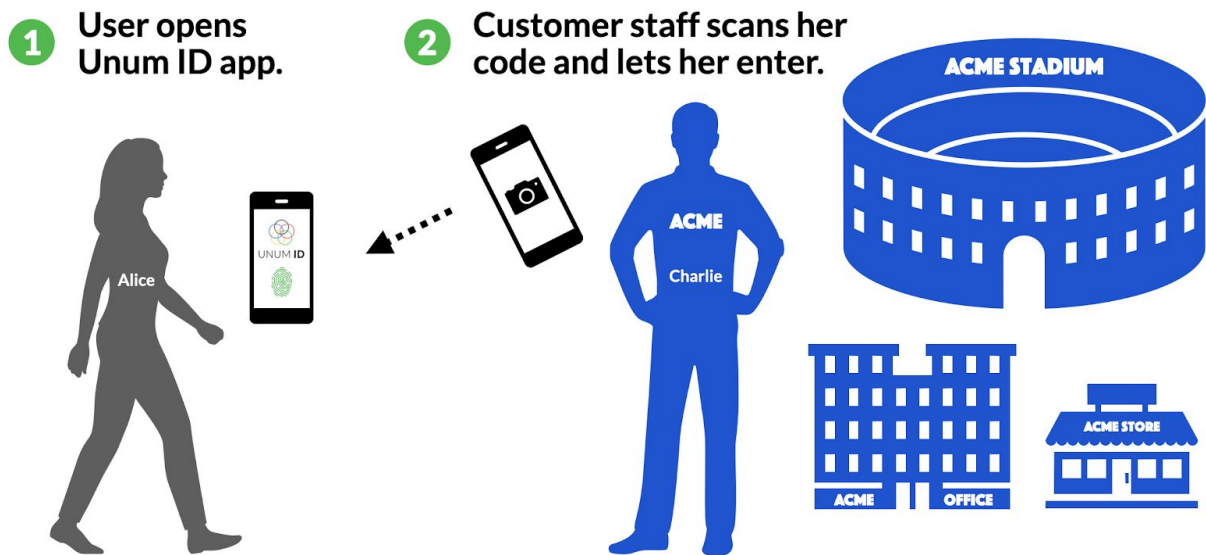 1
User opens
Unum ID app.
2
Customer staff scans her
code and lets her enter.
Alice
UNUM ID
ACME
Charlie
ACME STADIUM
ACME OFFICE
ACME STORE